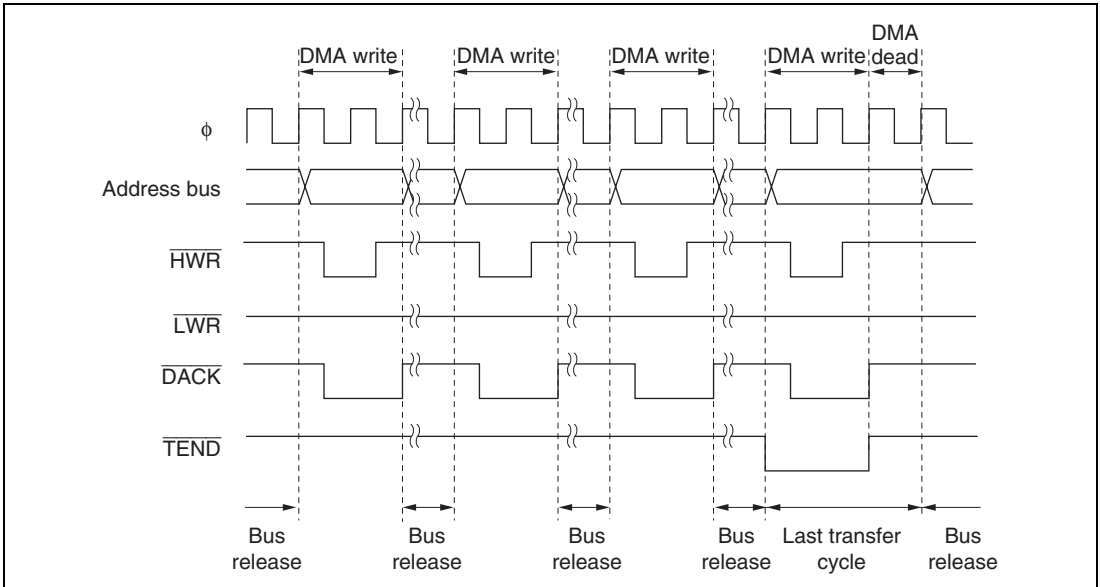 DMA
DMA write DMA write DMA write DMA write dead
ϕ
Address bus
HWR
LWR
DACK
TEND
Bus Bus Bus Bus Last transfer Bus
release release release release cycle release